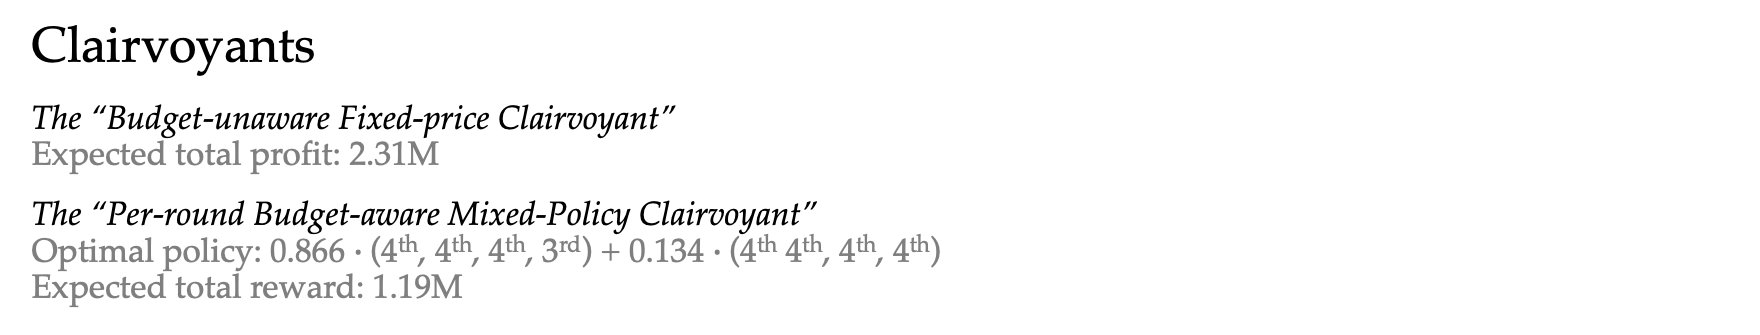 Clairvoyants
The “Budget-unaware Fixed-price Clairvoyant”
Expected total profit: 2.31M
The “Per-round Budget-aware Mixed-Policy Clairvoyant”
Optimal policy: 0.866 · (4th, 4th, 4th, 3rd) + 0.134 · (4th 4th, 4th, 4th)
Expected total reward: 1.19M